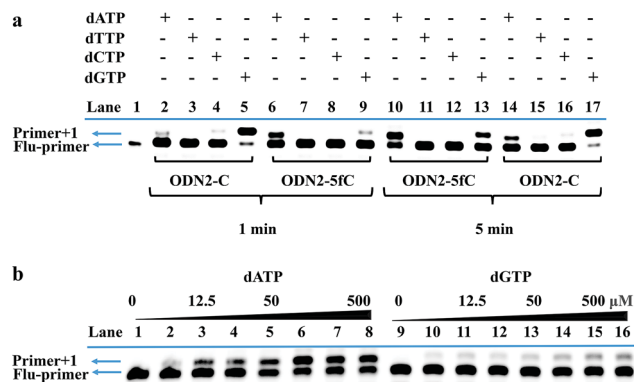 a
dATP - + - - - + - - - + - - - + - - -
dTTP - - + - - - + - - - + - - - + - -
dCTP - - - + - - - + - - - + - - - + -
dGTP - - - - + - - - + - - - + - - - +
Lane 1 2 3 4 5 6 7 8 9 10 11 12 13 14 15 16 17
Primer+1
Flu-primer
ODN2-C ODN2-5fC ODN2-5fC ODN2-C
1 min 5 min
b
dATP dGTP
0 12.5 50 500 0 12.5 50 500 μM
Lane 1 2 3 4 5 6 7 8 9 10 11 12 13 14 15 16
Primer+1
Flu-primer